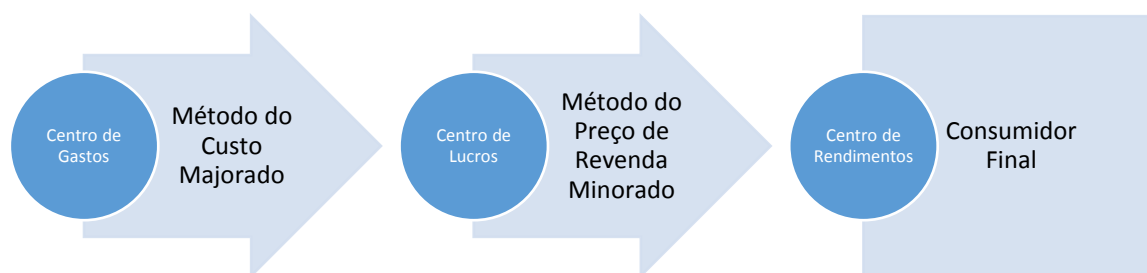 Centro de
Gastos
Método do
Custo
Majorado
Centro de
Lucros
Método do
Preço de
Revenda
Minorado
Centro de
Rendimentos
Consumidor
Final